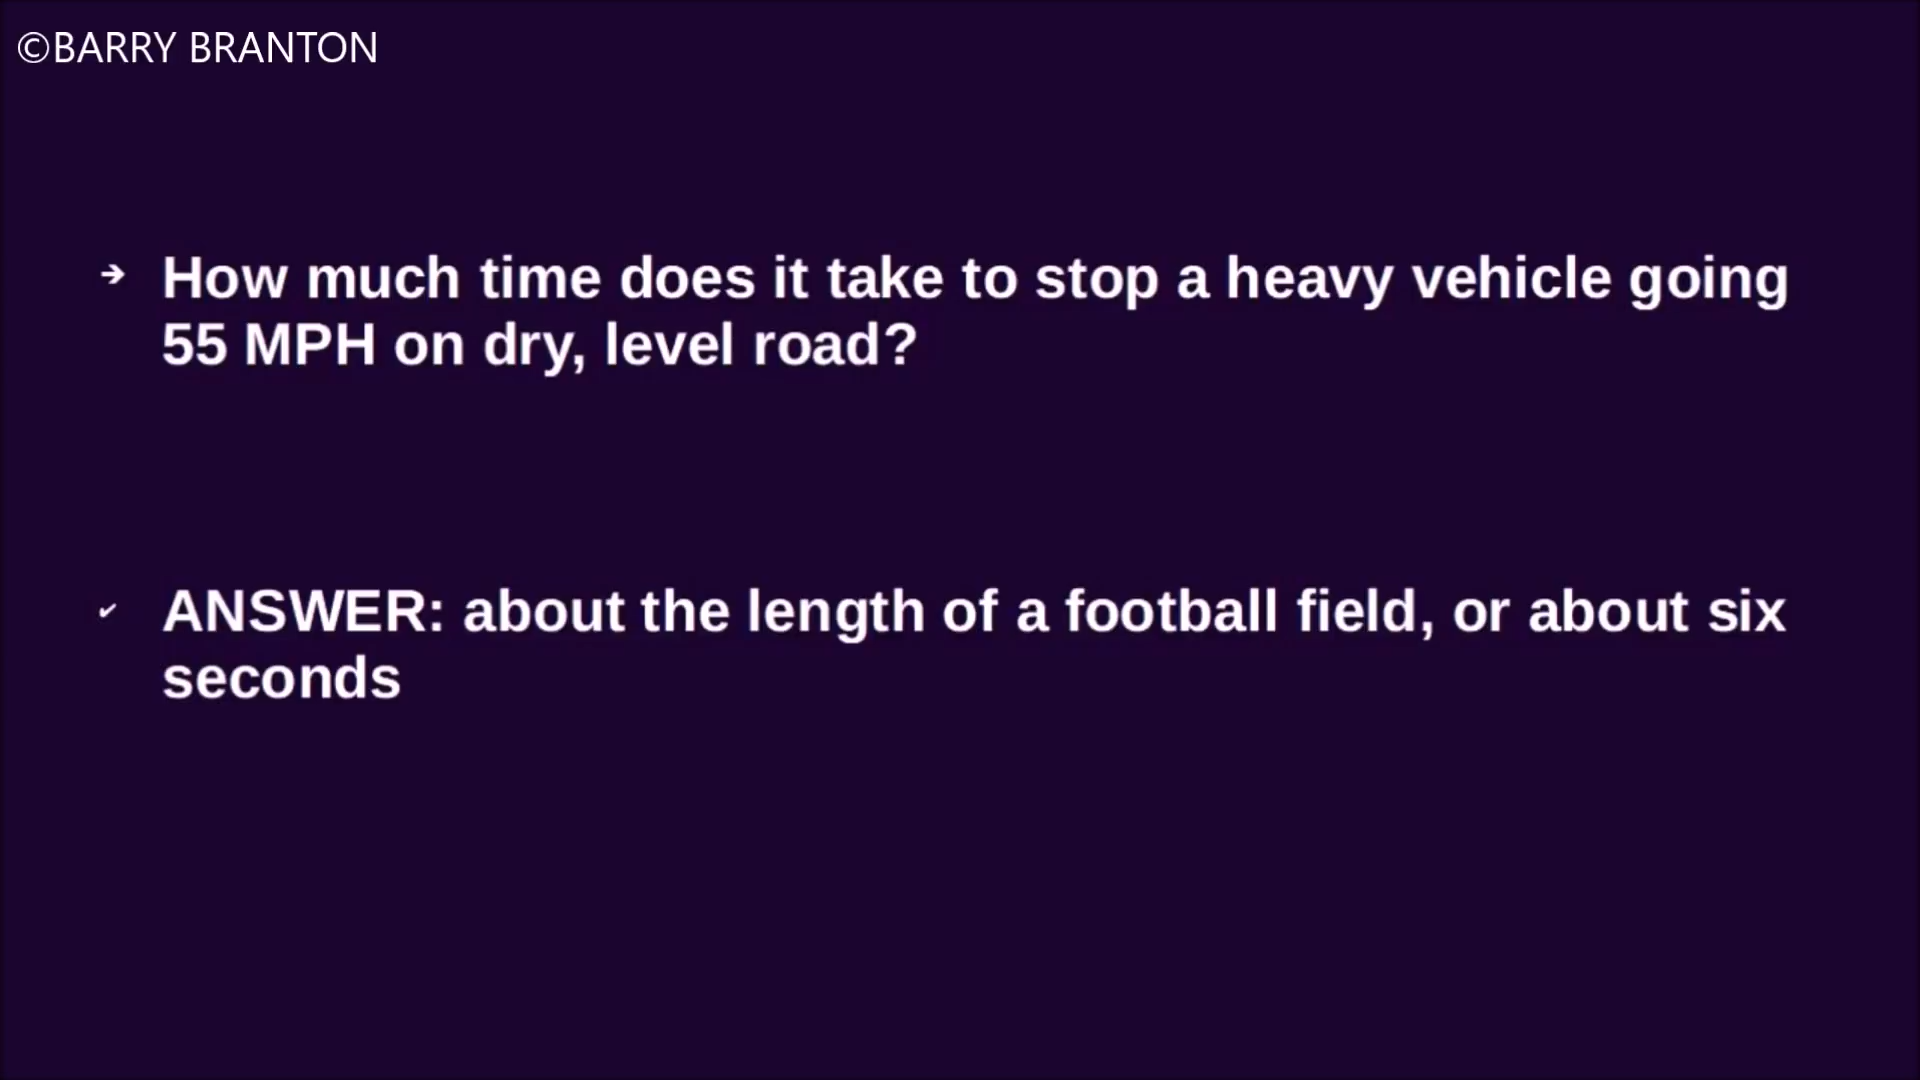 ©BARRY BRANTON
➔ How much time does it take to stop a heavy vehicle going
55 MPH on dry, level road?
✔ ANSWER: about the length of a football field, or about six
seconds